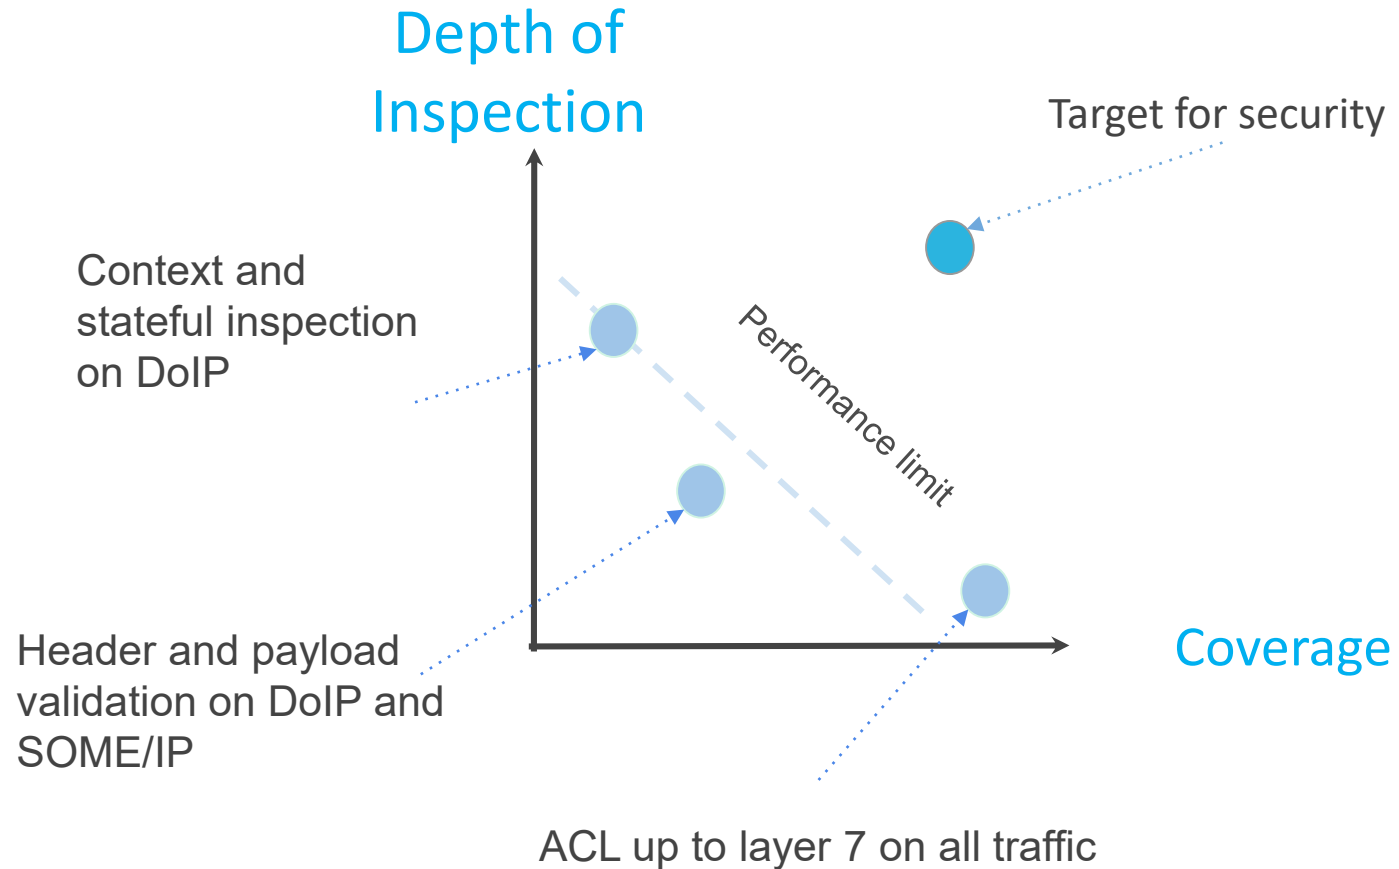 Depth of
Inspection
Target for security
Context and
stateful inspection
on DoIP
Performance limit
Header and payload
validation on DoIP and
SOME/IP
Coverage
ACL up to layer 7 on all traffic